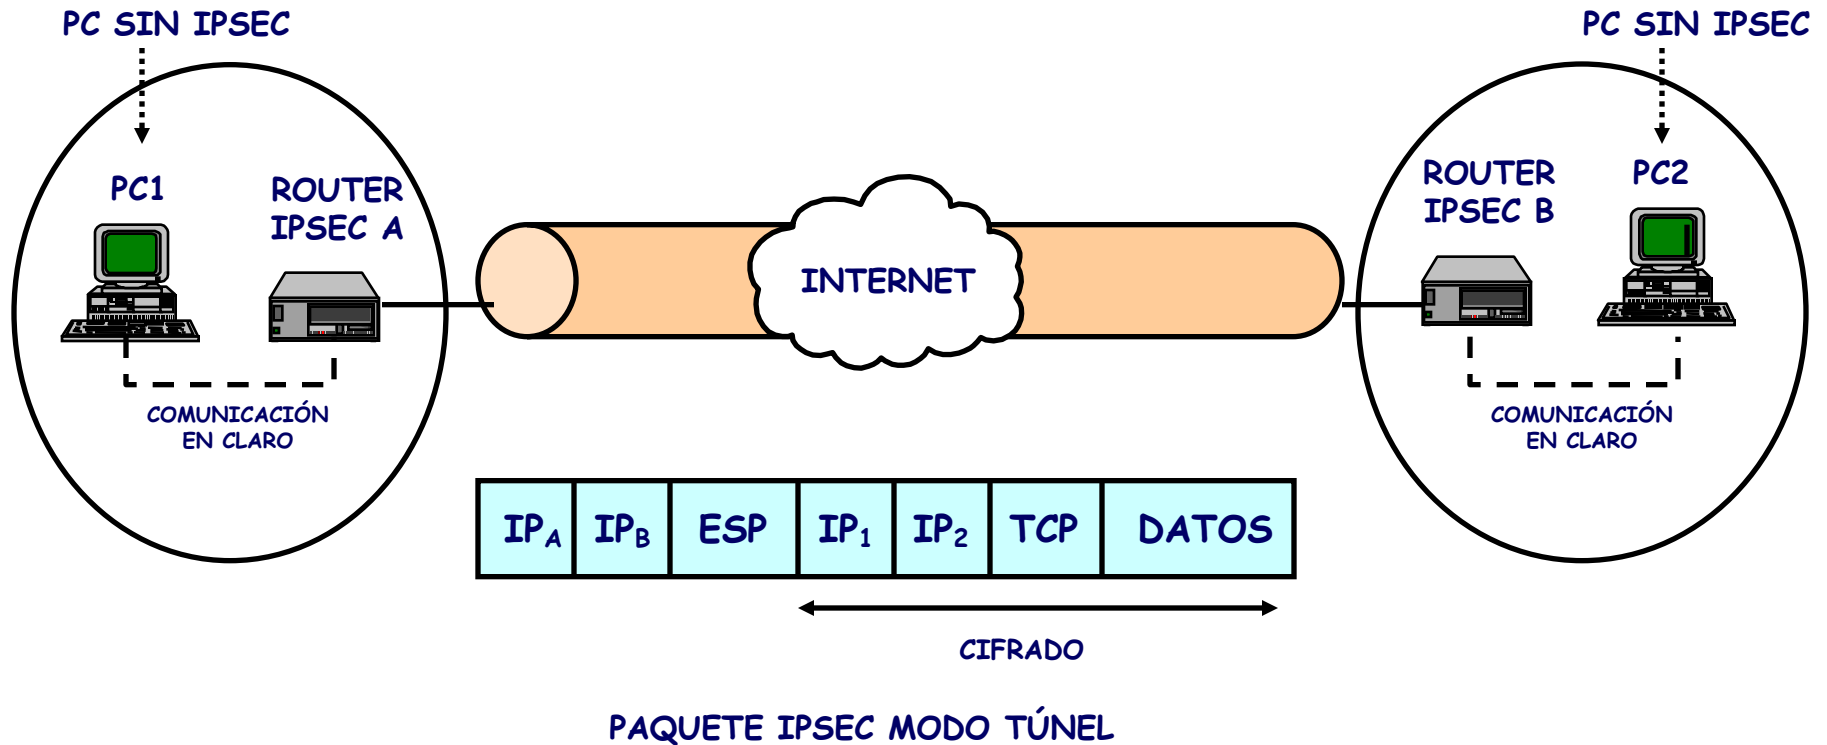 PC SIN IPSEC
PC SIN IPSEC
PC1
ROUTER
IPSEC A
INTERNET
ROUTER
IPSEC B
PC2
COMUNICACIÓN
EN CLARO
COMUNICACIÓN
EN CLARO
IPA IPB ESP IP1 IP2 TCP DATOS
CIFRADO
PAQUETE IPSEC MODO TÚNEL